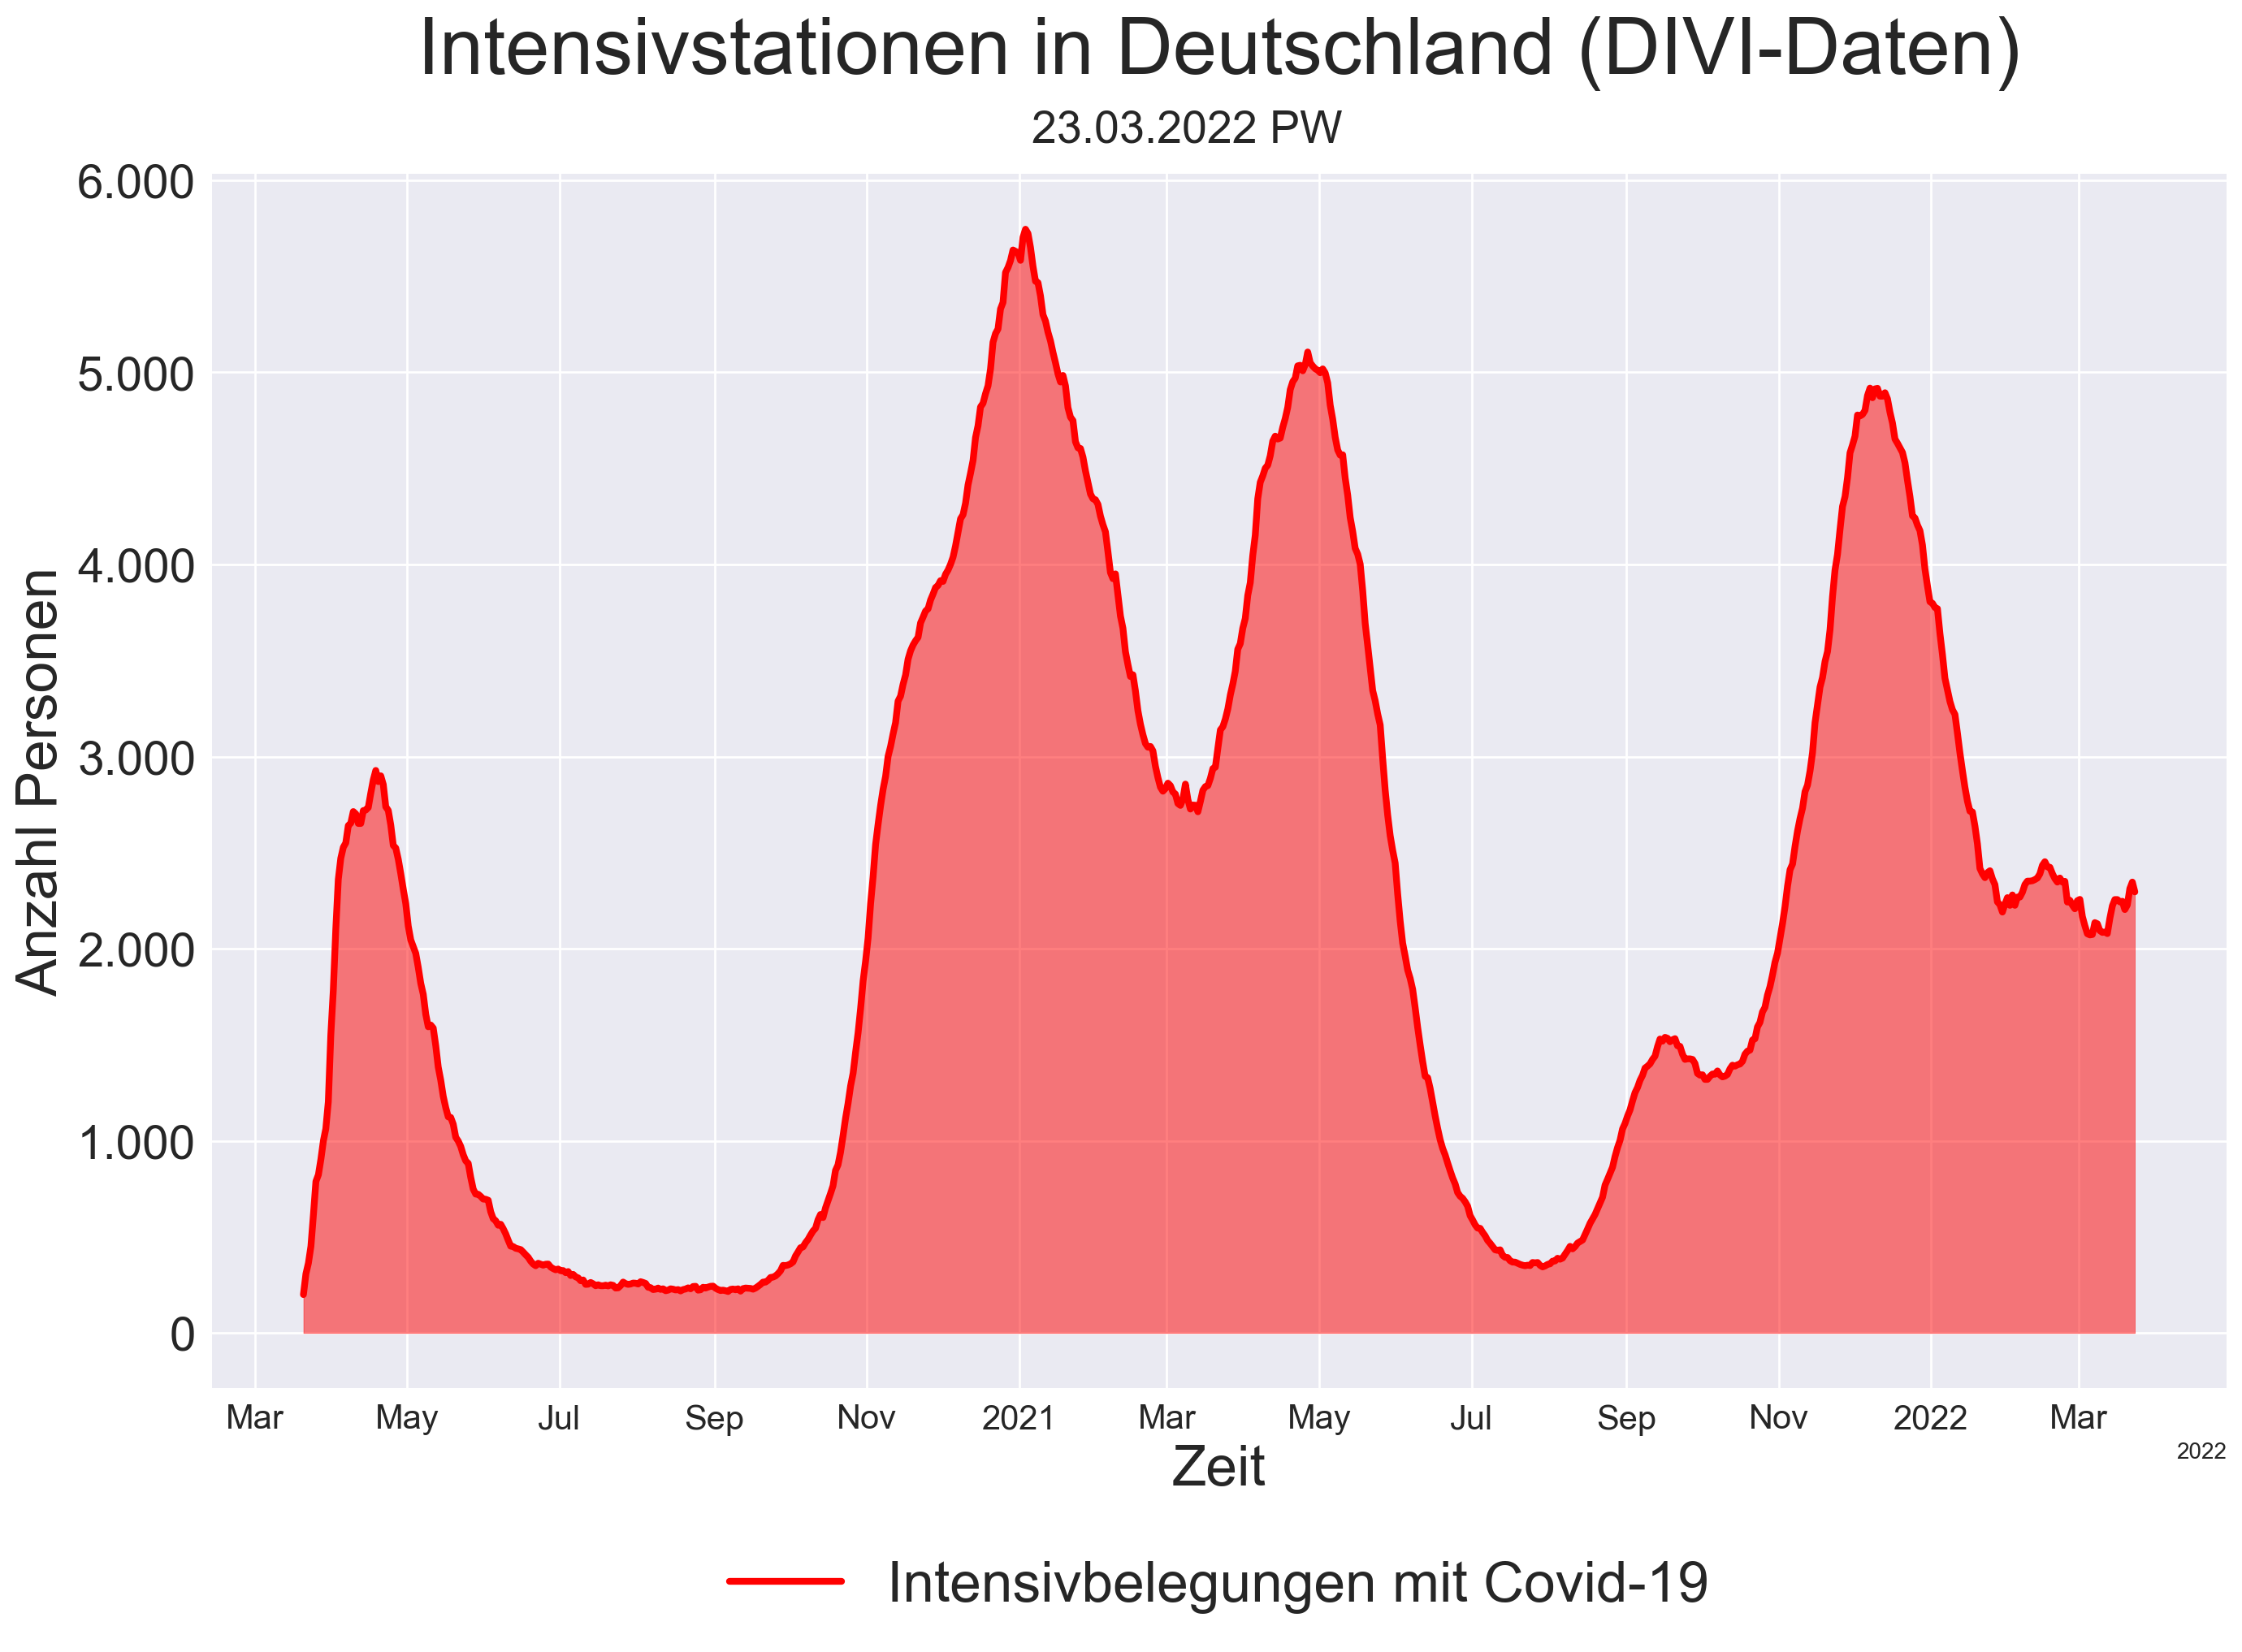 Intensivstationen in Deutschland (DIVI-Daten)
23.03.2022 PW
Anzahl Personen
6.000
5.000
4.000
3.000
2.000
1.000
0
Mar May Jul Sep Nov 2021 Mar May Jul Sep Nov 2022 Mar
2022
Zeit
Intensivbelegungen mit Covid-19